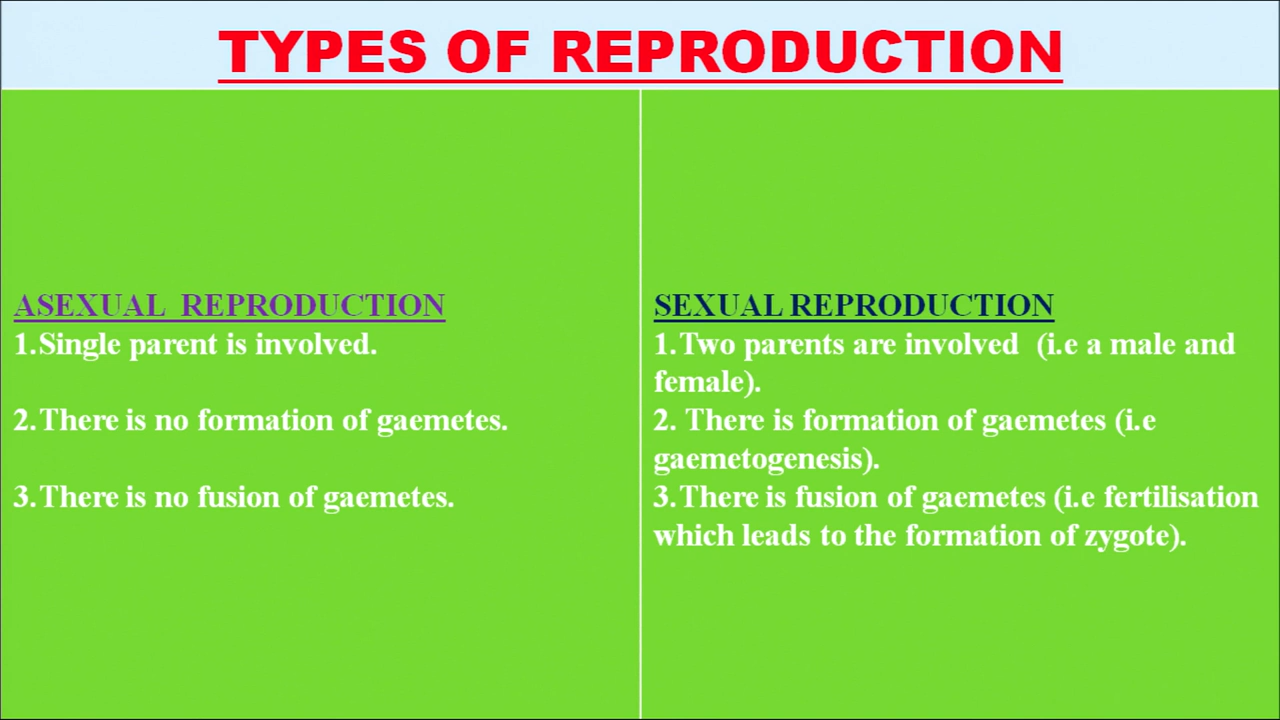 TYPES OF REPRODUCTION
ASEXUAL REPRODUCTION
1.Single parent is involved.
2.There is no formation of gaemetes.
3.There is no fusion of gaemetes.
SEXUAL REPRODUCTION
1.Two parents are involved (i.e a male and
female).
2. There is formation of gaemetes (i.e
gaemetogenesis).
3.There is fusion of gaemetes (i.e fertilisation
which leads to the formation of zygote).